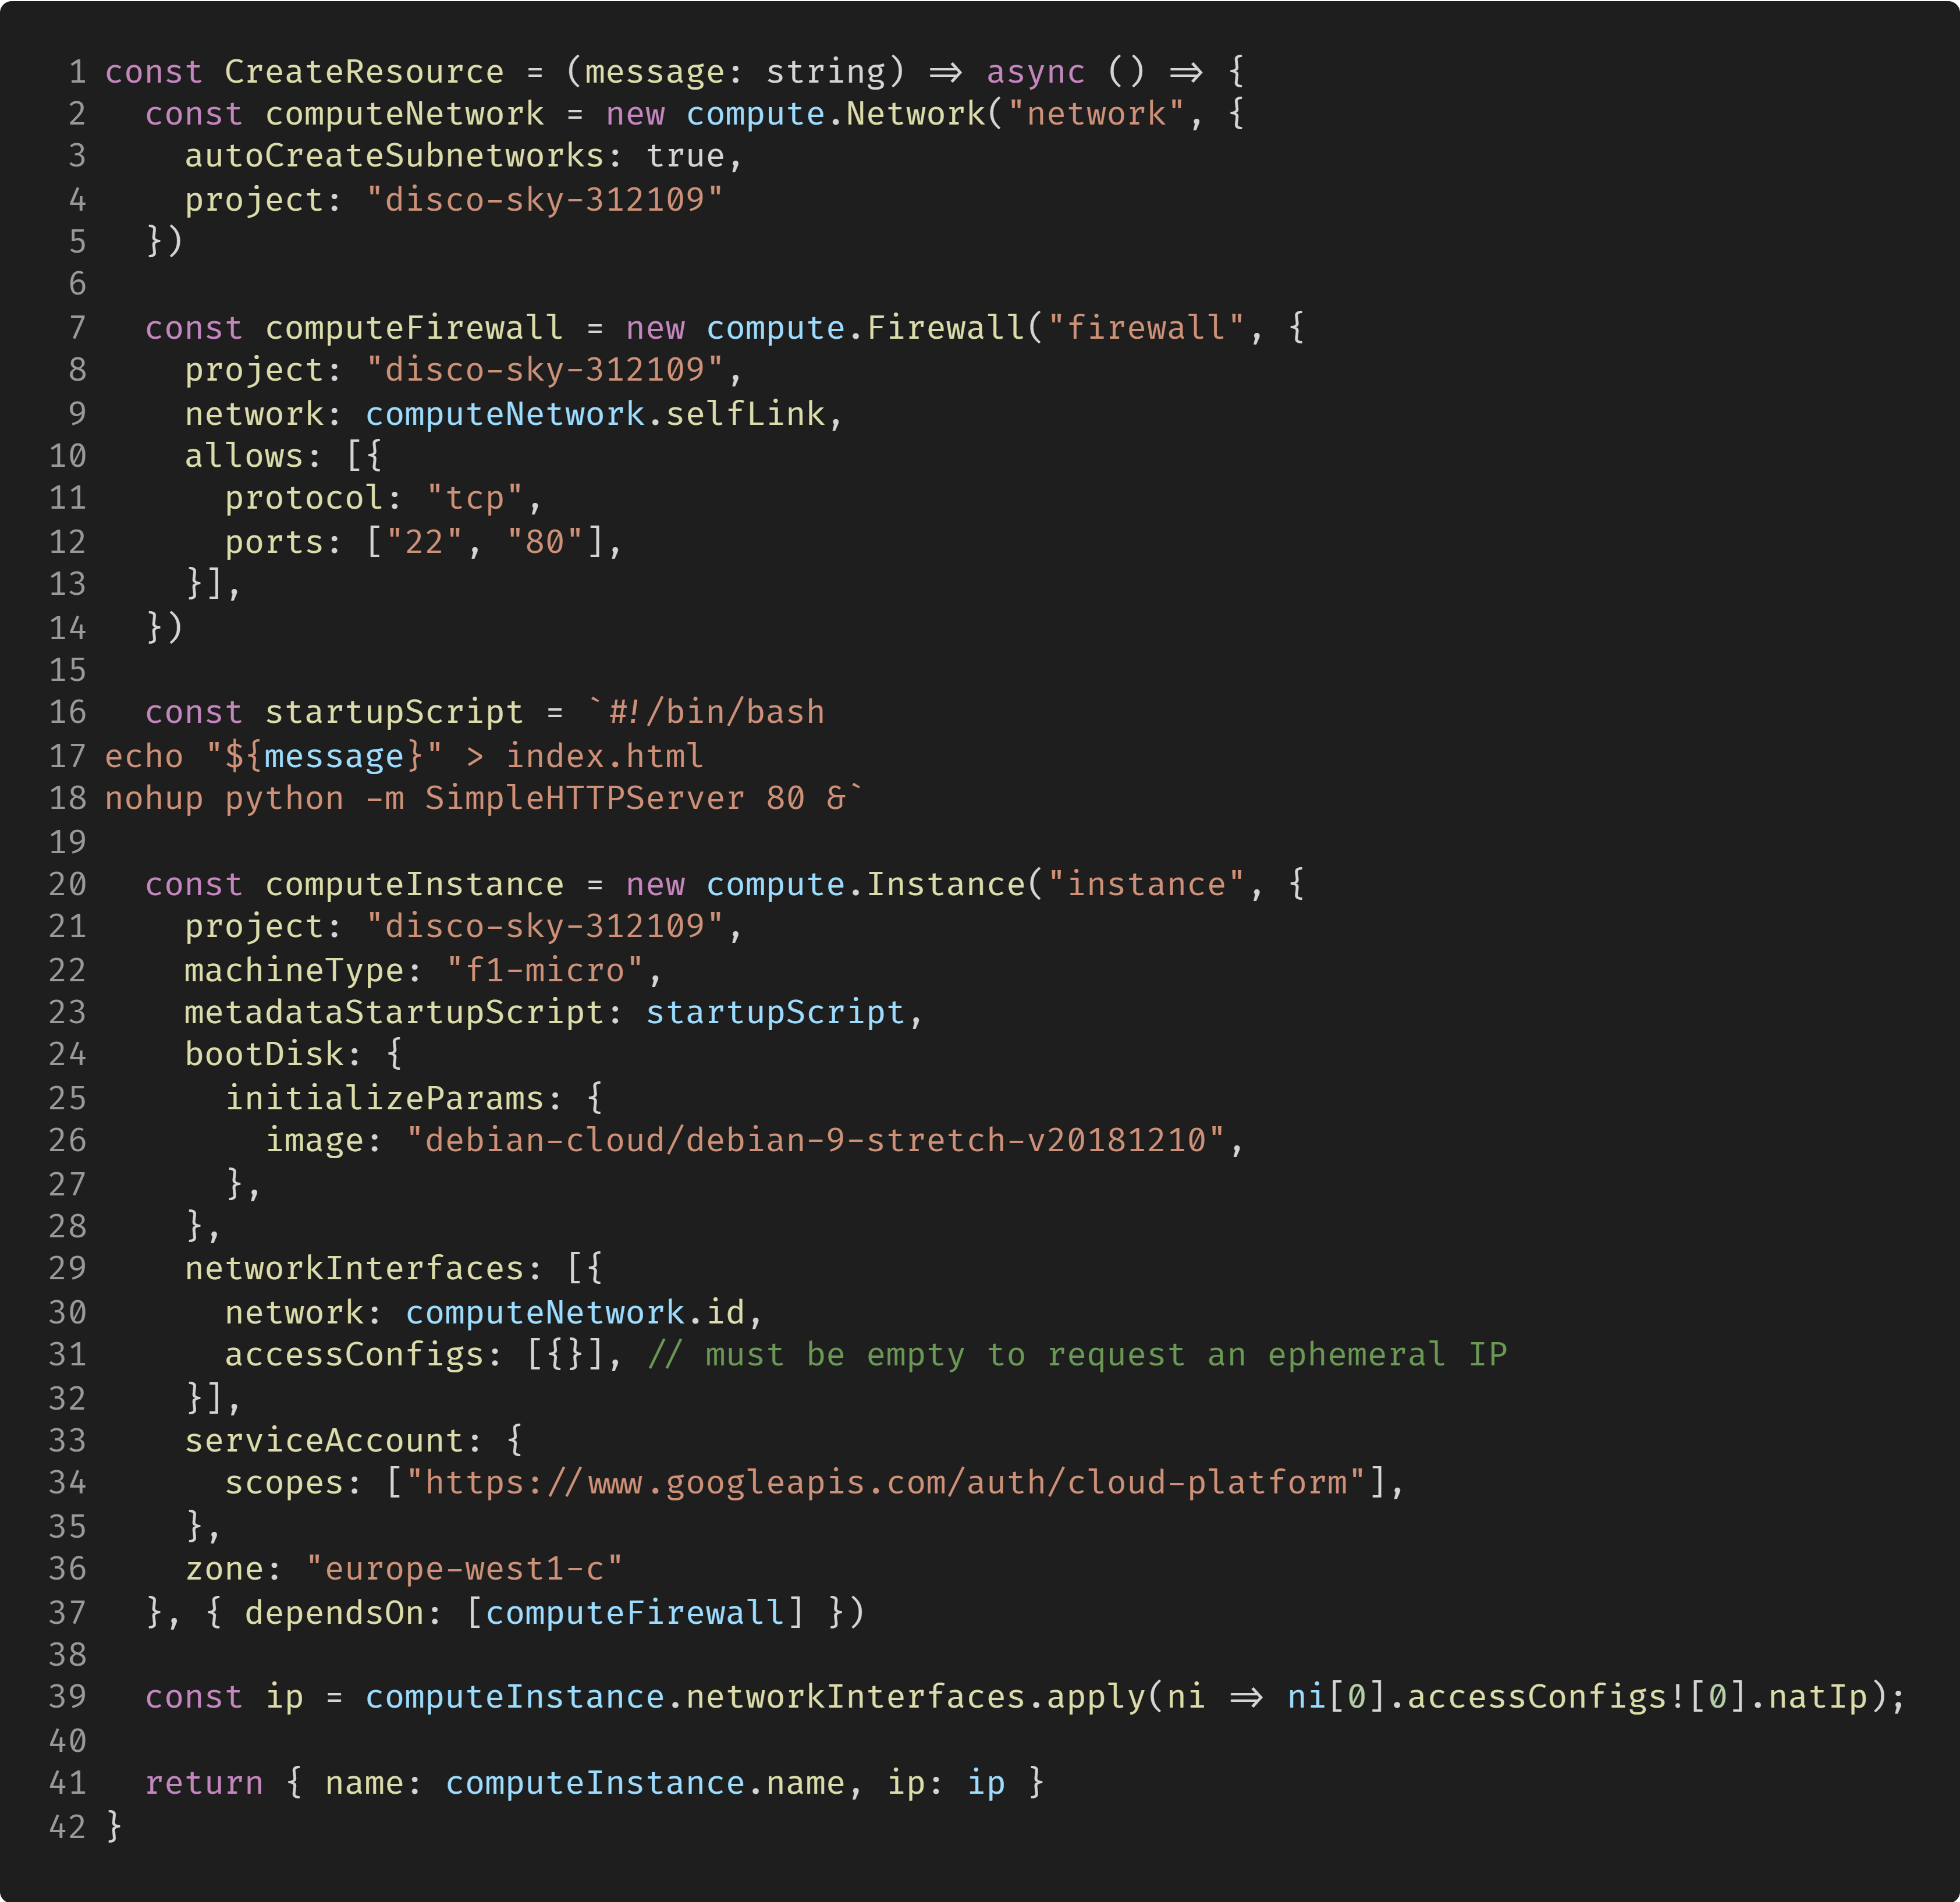 1 const CreateResource = (message: string) => async () => {
2   const computeNetwork = new compute.Network("network", {
3     autoCreateSubnetworks: true,
4     project: "disco-sky-312109"
5   })
6
7   const computeFirewall = new compute.Firewall("firewall", {
8     project: "disco-sky-312109",
9     network: computeNetwork.selfLink,
10     allows: [{
11       protocol: "tcp",
12       ports: ["22", "80"],
13     }],
14   })
15
16   const startupScript = `#!/bin/bash
17 echo "${message}" > index.html
18 nohup python -m SimpleHTTPServer 80 &`
19
20   const computeInstance = new compute.Instance("instance", {
21     project: "disco-sky-312109",
22     machineType: "f1-micro",
23     metadataStartupScript: startupScript,
24     bootDisk: {
25       initializeParams: {
26         image: "debian-cloud/debian-9-stretch-v20181210",
27       },
28     },
29     networkInterfaces: [{
30       network: computeNetwork.id,
31       accessConfigs: [{}], // must be empty to request an ephemeral IP
32     }],
33     serviceAccount: {
34       scopes: ["https://www.googleapis.com/auth/cloud-platform"],
35     },
36     zone: "europe-west1-c"
37   }, { dependsOn: [computeFirewall] })
38
39   const ip = computeInstance.networkInterfaces.apply(ni => ni[0].accessConfigs![0].natIp);
40
41   return { name: computeInstance.name, ip: ip }
42 }